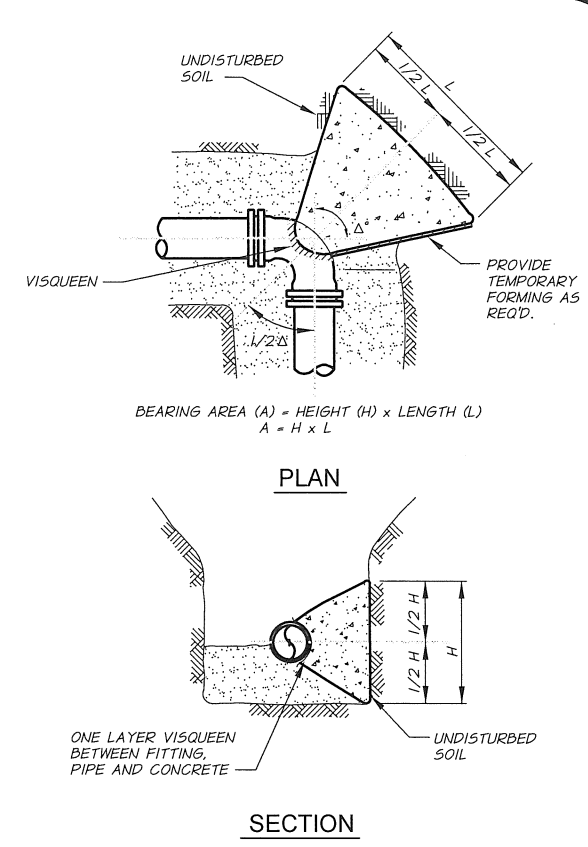 UNDISTURBED
SOIL
L
1/2 L
1/2 L
Δ°
VISQUEEN
PROVIDE
TEMPORARY
FORMING AS
REQ'D.
1/2 Δ
BEARING AREA (A) = HEIGHT (H) x LENGTH (L)
A = H x L
PLAN
1/2 H
H
1/2 H
ONE LAYER VISQUEEN
BETWEEN FITTING,
PIPE AND CONCRETE
UNDISTURBED
SOIL
SECTION